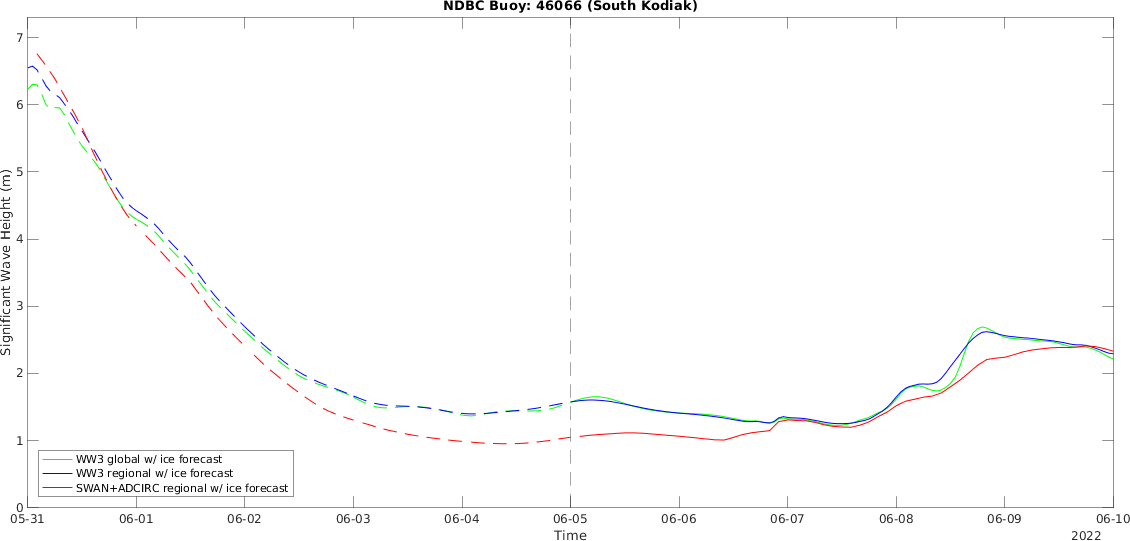 NDBC Buoy: 46066 (South Kodiak)
7
6
5
4
3
2
1
0
Significant Wave Height (m)
WW3 global w/ ice forecast
WW3 regional w/ ice forecast
SWAN+ADCIRC regional w/ ice forecast
05-31 06-01 06-02 06-03 06-04 06-05 06-06 06-07 06-08 06-09 06-10
Time
2022